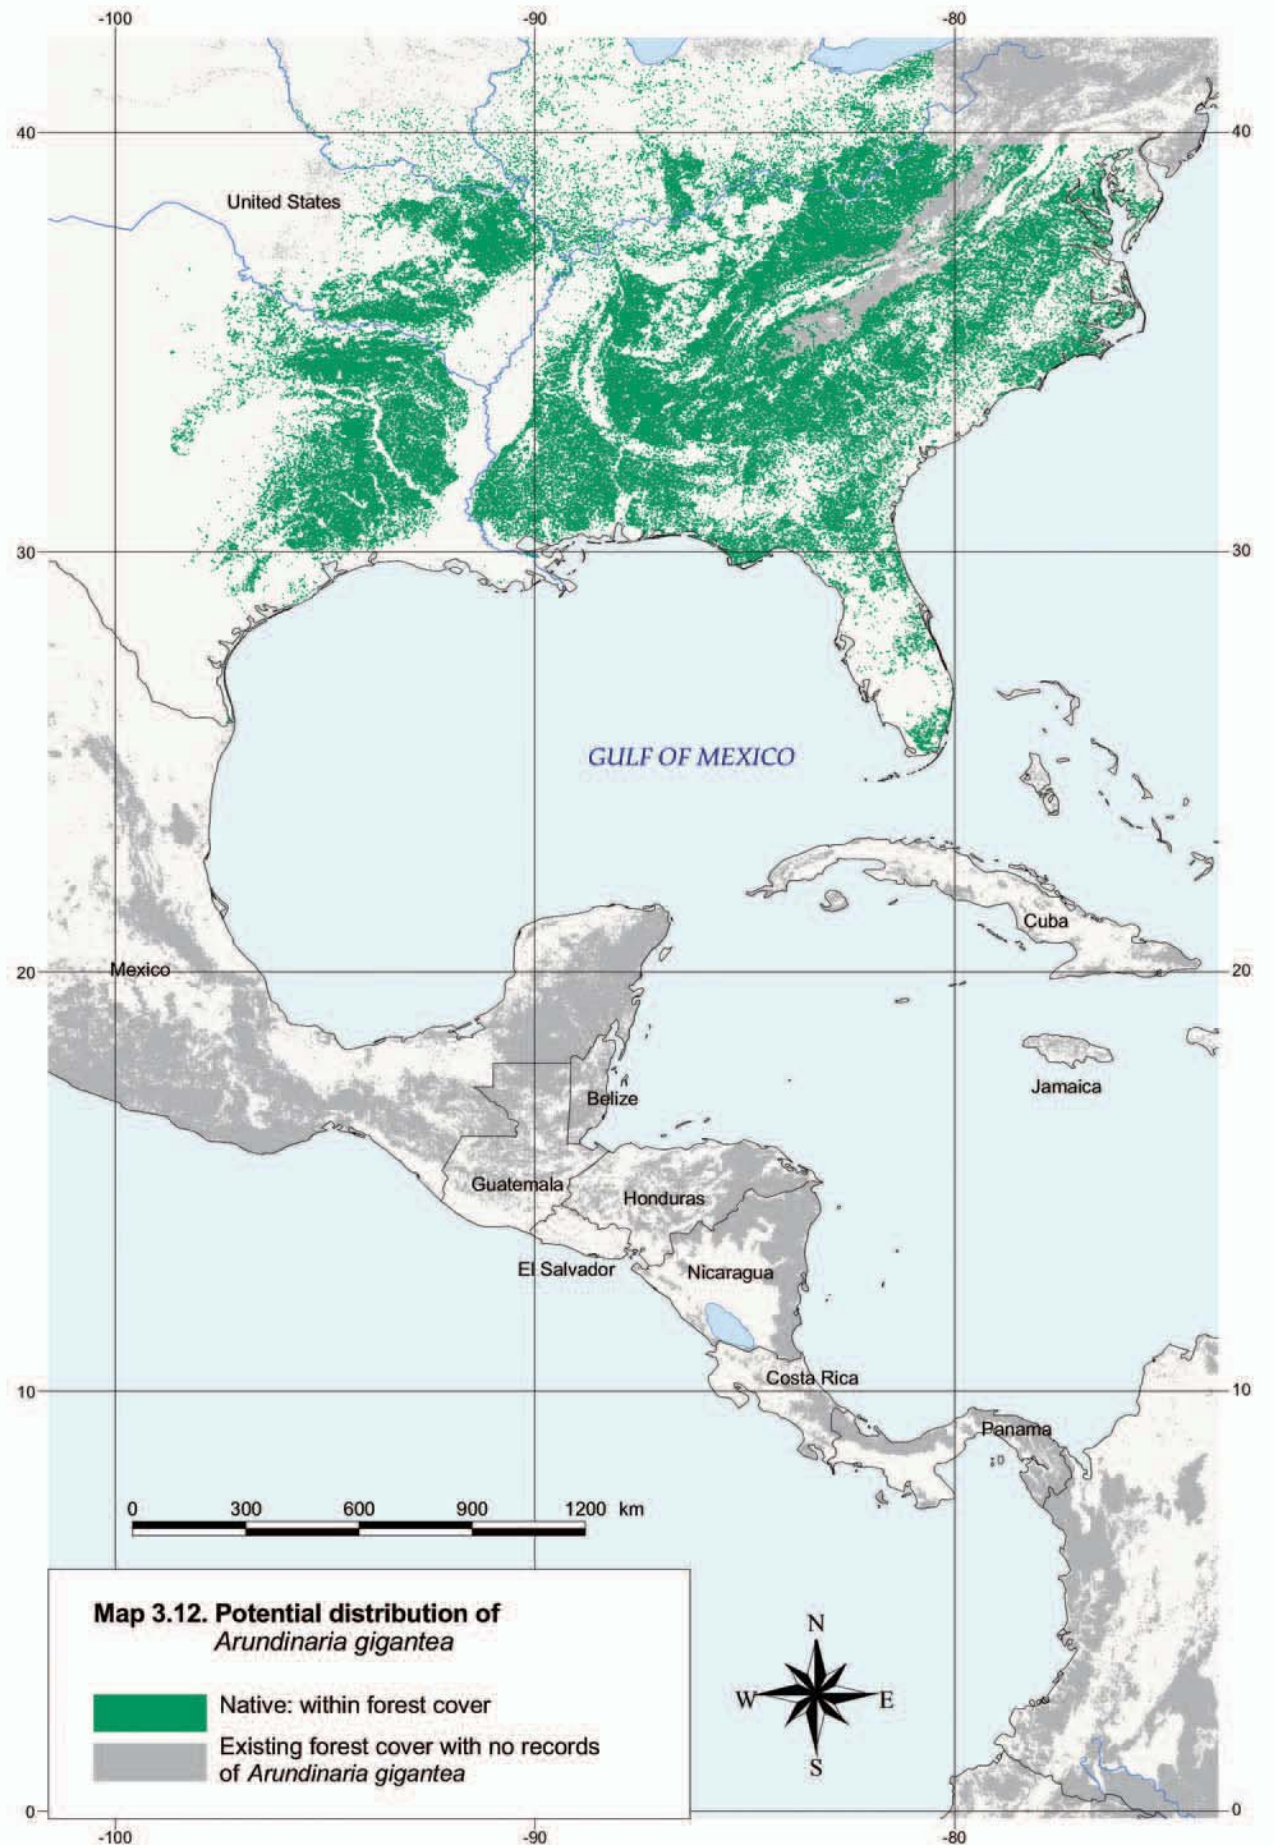 -100 -90 -80
40 40
United States
30 30
GULF OF MEXICO
Cuba
20 Mexico 20
Jamaica
Belize
Guatemala
Honduras
El Salvador
Nicaragua
Costa Rica
10 10
Panama
0 300 600 900 1200 km
Map 3.12. Potential distribution of
Arundinaria gigantea
Native: within forest cover
Existing forest cover with no records
of Arundinaria gigantea
N
W E
S
0 0
-100 -90 -80